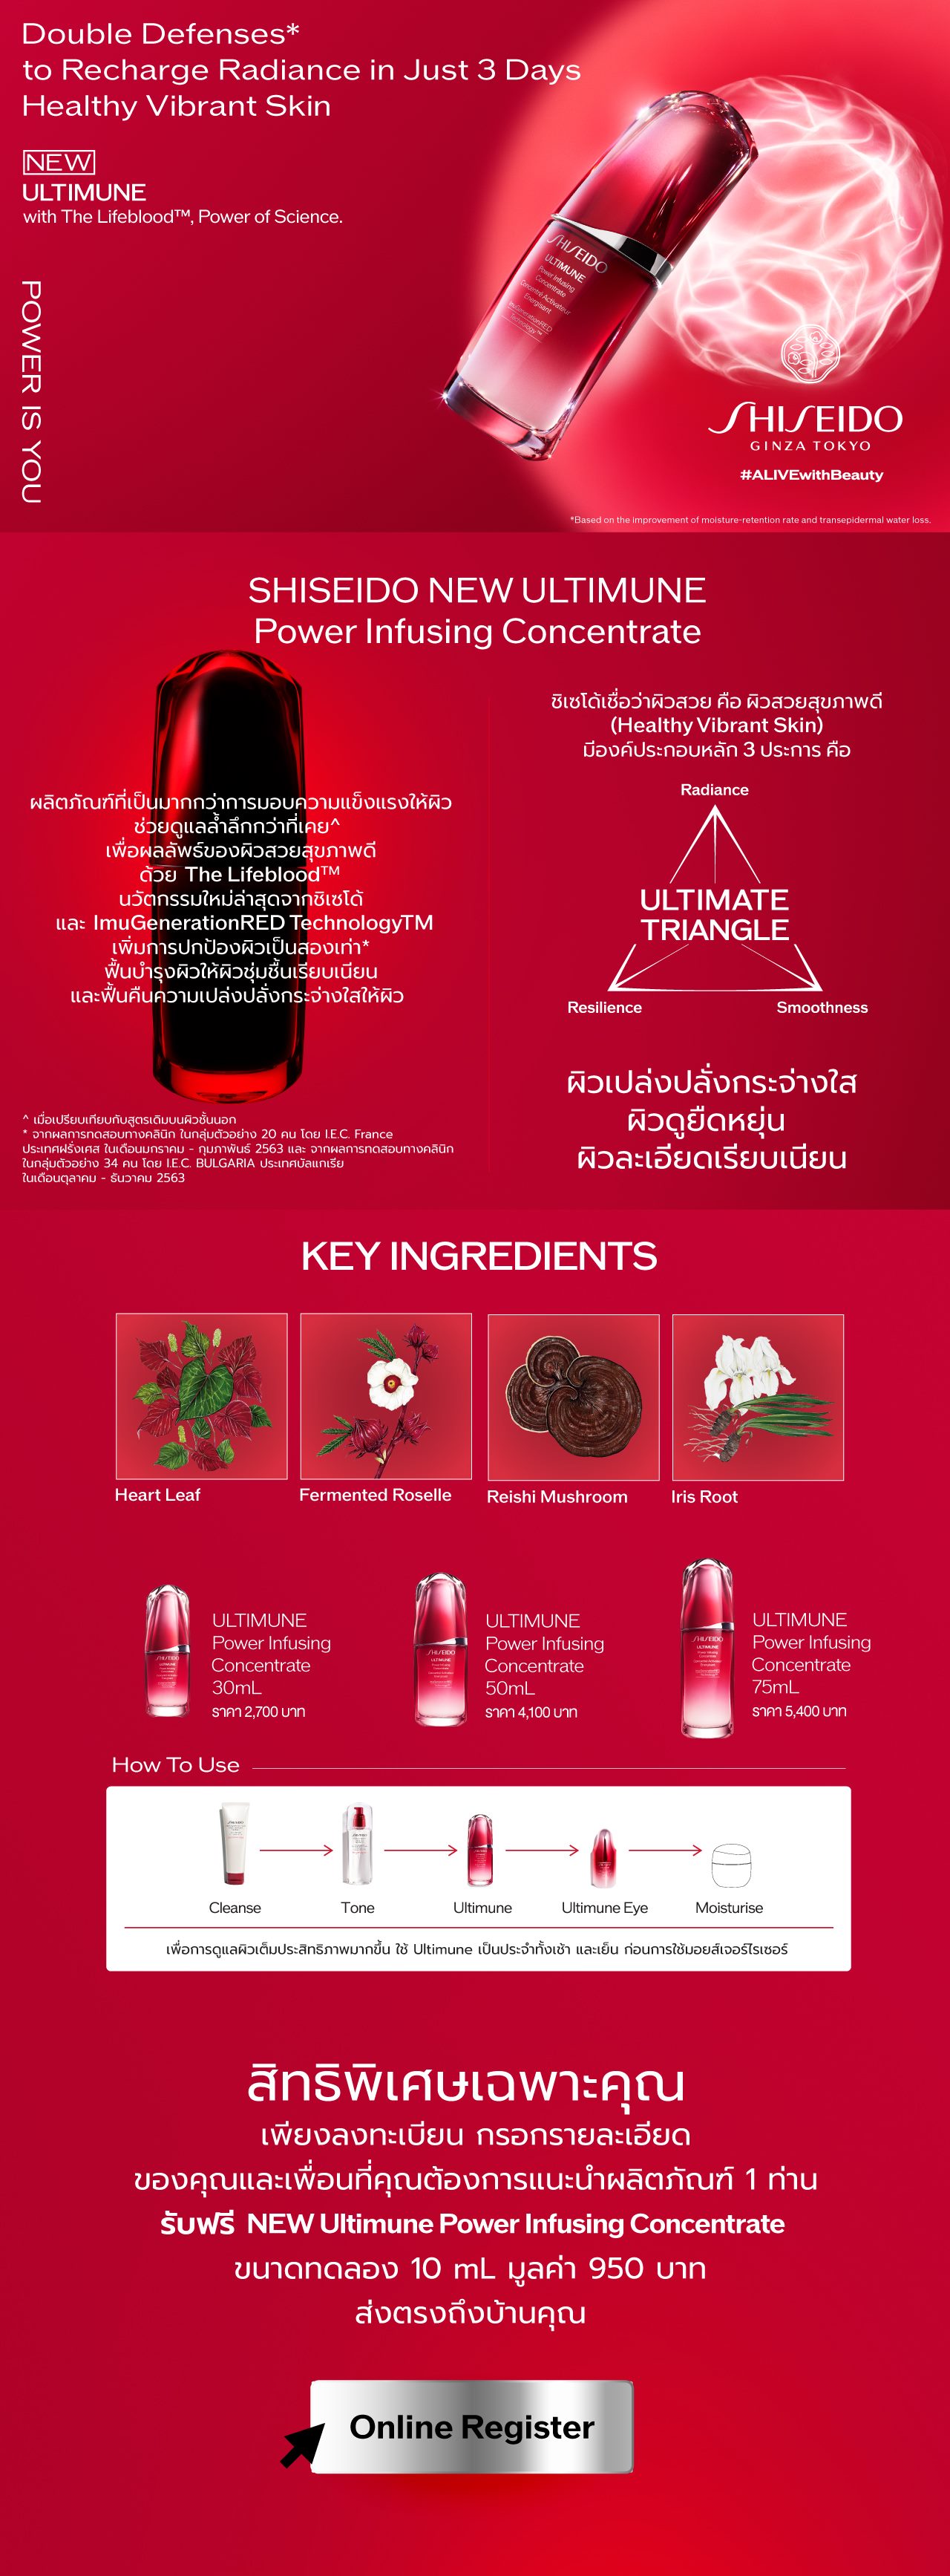 Double Defenses*
to Recharge Radiance in Just 3 Days
Healthy Vibrant Skin
NEW
ULTIMUNE
with The Lifeblood™, Power of Science.
POWER IS YOU
SHISEIDO
ULTIMUNE
Power Infusing
Concentrate
Concentré Activateur
Énergisant
ImuGenerationRED
Technology™
SHISEIDO
GINZA TOKYO
#ALIVEwithBeauty
*Based on the improvement of moisture-retention rate and transepidermal water loss.
SHISEIDO NEW ULTIMUNE
Power Infusing Concentrate
ผลิตภัณฑ์ที่เป็นมากกว่าการมอบความแข็งแรงให้ผิว
ช่วยดูแลล้ำลึกกว่าที่เคย^
เพื่อผลลัพธ์ของผิวสวยสุขภาพดี
ด้วย The Lifeblood™
นวัตกรรมใหม่ล่าสุดจากชิเซโด้
และ ImuGenerationRED TechnologyTM
เพิ่มการปกป้องผิวเป็นสองเท่า*
ฟื้นบำรุงผิวให้ผิวชุ่มชื้นเรียบเนียน
และฟื้นคืนความเปล่งปลั่งกระจ่างใสให้ผิว
^ เมื่อเปรียบเทียบกับสูตรเดิมบนผิวชั้นนอก
* จากผลการทดสอบทางคลินิก ในกลุ่มตัวอย่าง 20 คน โดย I.E.C. France
ประเทศฝรั่งเศส ในเดือนมกราคม - กุมภาพันธ์ 2563 และ จากผลการทดสอบทางคลินิก
ในกลุ่มตัวอย่าง 34 คน โดย I.E.C. BULGARIA ประเทศบัลแกเรีย
ในเดือนตุลาคม - ธันวาคม 2563
ชิเซโด้เชื่อว่าผิวสวย คือ ผิวสวยสุขภาพดี
(Healthy Vibrant Skin)
มีองค์ประกอบหลัก 3 ประการ คือ
Radiance
ULTIMATE
TRIANGLE
Resilience Smoothness
ผิวเปล่งปลั่งกระจ่างใส
ผิวดูยืดหยุ่น
ผิวละเอียดเรียบเนียน
KEY INGREDIENTS
Heart Leaf
Fermented Roselle
Reishi Mushroom
Iris Root
ULTIMUNE
Power Infusing
Concentrate
30mL
ราคา 2,700 บาท
ULTIMUNE
Power Infusing
Concentrate
50mL
ราคา 4,100 บาท
ULTIMUNE
Power Infusing
Concentrate
75mL
ราคา 5,400 บาท
How To Use
Cleanse
Tone
Ultimune
Ultimune Eye
Moisturise
เพื่อการดูแลผิวเต็มประสิทธิภาพมากขึ้น ใช้ Ultimune เป็นประจำทั้งเช้า และเย็น ก่อนการใช้มอยส์เจอร์ไรเซอร์
สิทธิพิเศษเฉพาะคุณ
เพียงลงทะเบียน กรอกรายละเอียด
ของคุณและเพื่อนที่คุณต้องการแนะนำผลิตภัณฑ์ 1 ท่าน
รับฟรี NEW Ultimune Power Infusing Concentrate
ขนาดทดลอง 10 mL มูลค่า 950 บาท
ส่งตรงถึงบ้านคุณ
Online Register